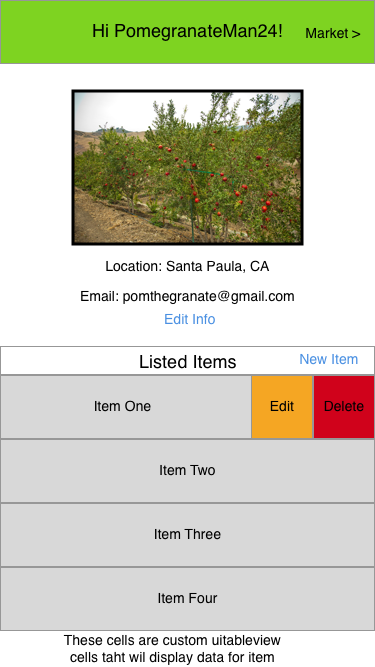 Hi PomegranateMan24!
Market >
Location: Santa Paula, CA
Email: pomthegranate@gmail.com
Edit Info
Listed Items
New Item
Item One
Edit
Delete
Item Two
Item Three
Item Four
These cells are custom uitableview
cells taht wil display data for item